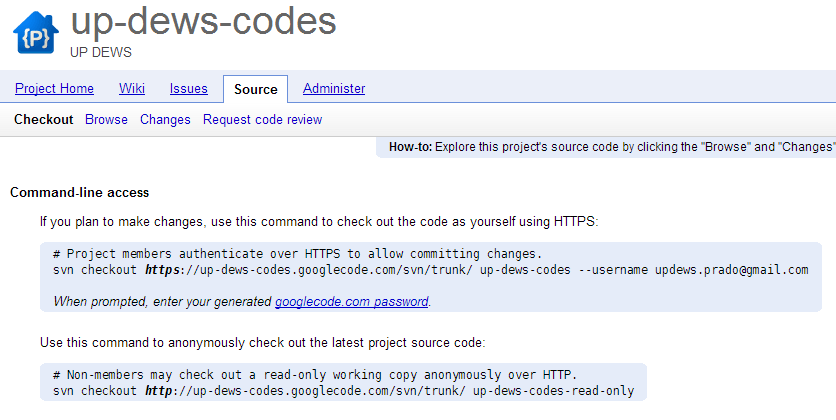 {P}
up-dews-codes
UP DEWS
Project Home Wiki Issues Source Administer
Checkout Browse Changes Request code review
How-to: Explore this project's source code by clicking the "Browse" and "Changes"
Command-line access
If you plan to make changes, use this command to check out the code as yourself using HTTPS:
# Project members authenticate over HTTPS to allow committing changes.
svn checkout https://up-dews-codes.googlecode.com/svn/trunk/ up-dews-codes --username updews.prado@gmail.com
When prompted, enter your generated googlecode.com password.
Use this command to anonymously check out the latest project source code:
# Non-members may check out a read-only working copy anonymously over HTTP.
svn checkout http://up-dews-codes.googlecode.com/svn/trunk/ up-dews-codes-read-only